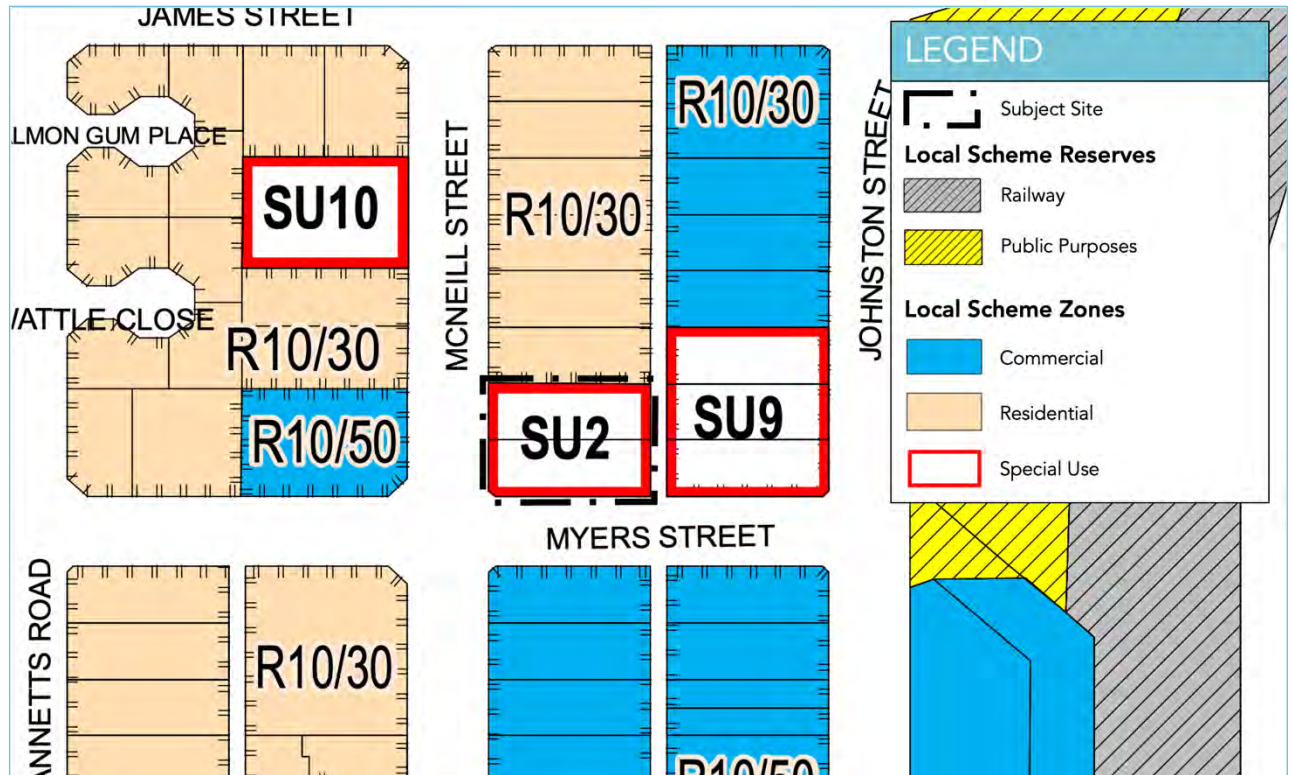 JAMES STREET
LMON GUM PLACE
SU10
/ATTLE CLOSE
R10/30
R10/50
MCNEILL STREET
R10/30
R10/30
SU2
SU9
JOHNSTON STREET
MYERS STREET
ANNETTS ROAD
R10/30
R10/50
LEGEND
Subject Site
Local Scheme Reserves
Railway
Public Purposes
Local Scheme Zones
Commercial
Residential
Special Use